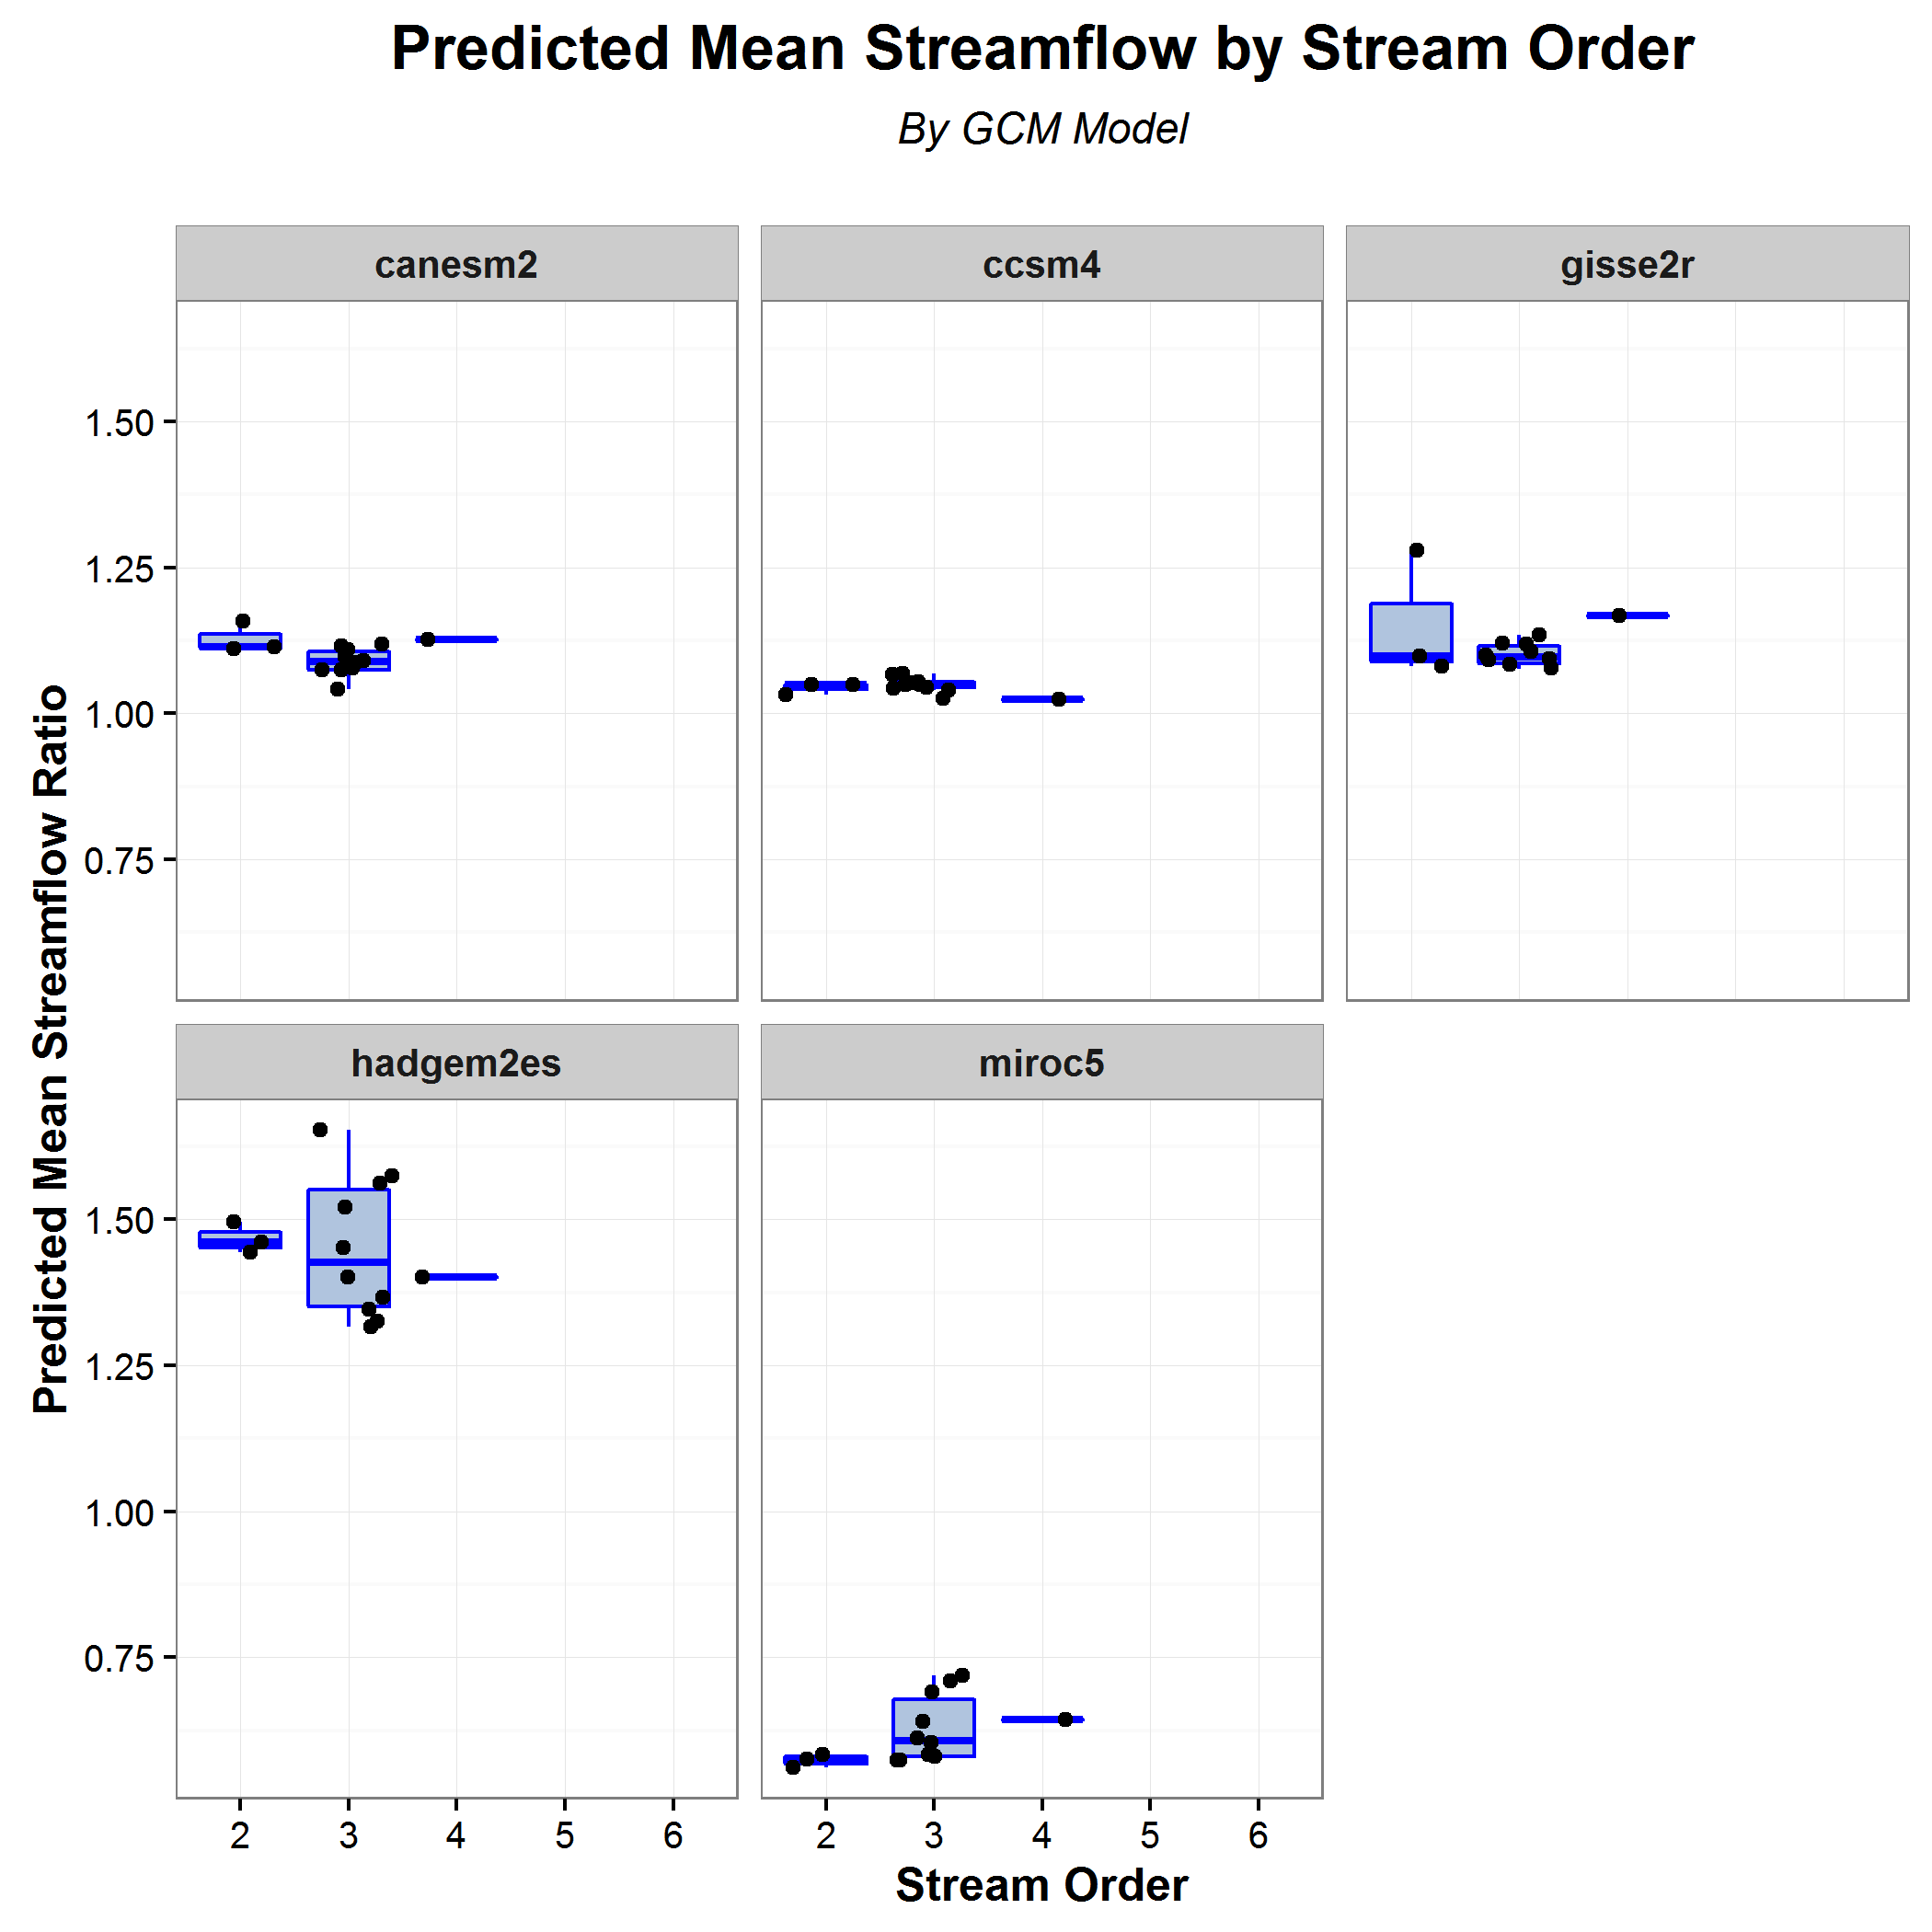 Predicted Mean Streamflow by Stream Order
By GCM Model
canesm2
ccsm4
gisse2r
1.50
1.25
1.00
0.75
Predicted Mean Streamflow Ratio
hadgem2es
miroc5
1.50
1.25
1.00
0.75
2 3 4 5 6
2 3 4 5 6
Stream Order